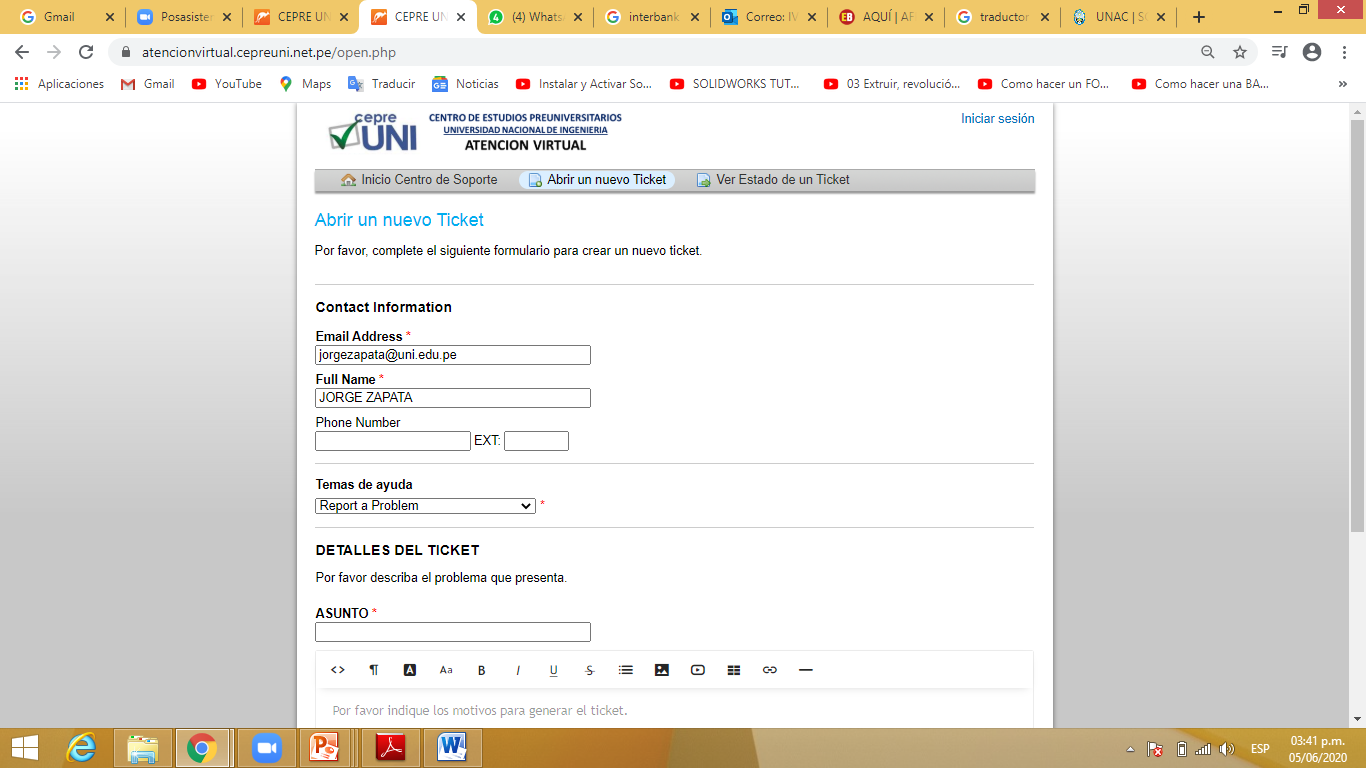 Gmail
Posasister
CEPRE UN
CEPRE UN
(4) Whats
interbank
Correo: IV
AQUÍ | AF
traductor
UNAC | S
atencionvirtual.cepreuni.net.pe/open.php
Aplicaciones
Gmail
YouTube
Maps
Traducir
Noticias
Instalar y Activar So...
SOLIDWORKS TUT...
03 Extruir, revolució...
Como hacer un FO...
Como hacer una BA...
»
cepre
UNI
CENTRO DE ESTUDIOS PREUNIVERSITARIOS
UNIVERSIDAD NACIONAL DE INGENIERIA
ATENCION VIRTUAL
Iniciar sesión
Inicio Centro de Soporte
Abrir un nuevo Ticket
Ver Estado de un Ticket
Abrir un nuevo Ticket
Por favor, complete el siguiente formulario para crear un nuevo ticket.
Contact Information
Email Address *
jorgezapata@uni.edu.pe
Full Name *
JORGE ZAPATA
Phone Number
EXT:
Temas de ayuda
Report a Problem *
DETALLES DEL TICKET
Por favor describa el problema que presenta.
ASUNTO *
<> ¶ A Aa B I U S
Por favor indique los motivos para generar el ticket.
ESP
03:41 p.m.
05/06/2020